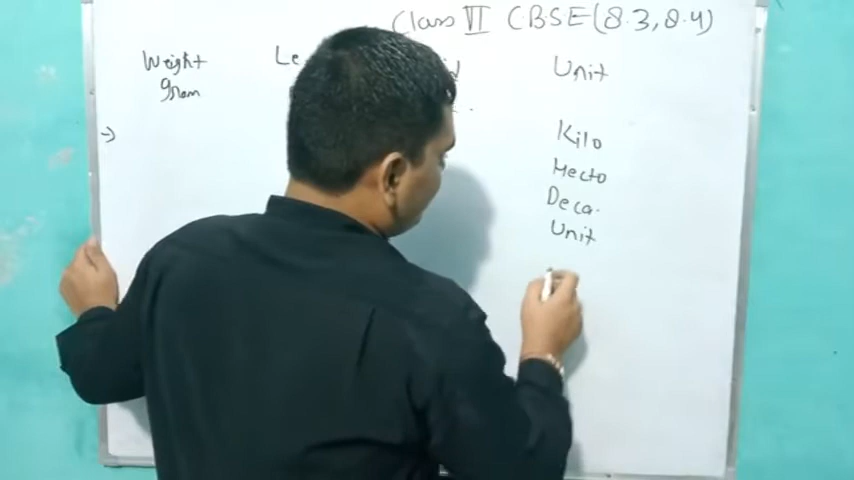 Class VI CBSE (8.3, 8.4)
Weight Unit
gram
Kilo
Hecto
Deca.
Unit